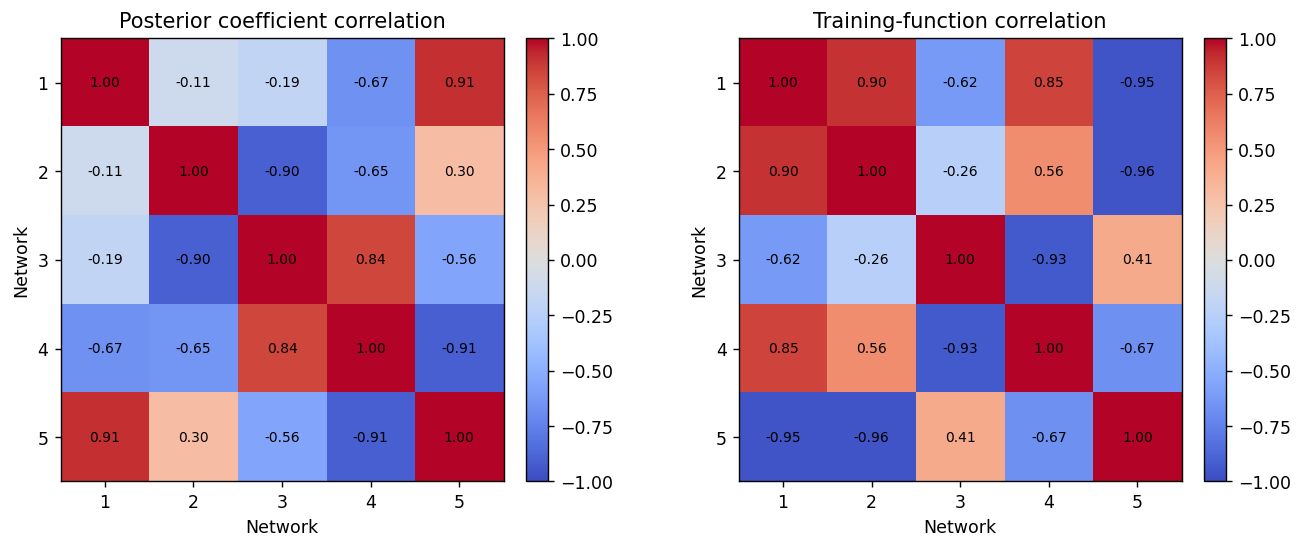 Posterior coefficient correlation
1 1.00 -0.11 -0.19 -0.67 0.91
2 -0.11 1.00 -0.90 -0.65 0.30
3 -0.19 -0.90 1.00 0.84 -0.56
4 -0.67 -0.65 0.84 1.00 -0.91
5 0.91 0.30 -0.56 -0.91 1.00
1 2 3 4 5
Network
Network
1.00
0.75
0.50
0.25
0.00
−0.25
−0.50
−0.75
−1.00
Training-function correlation
1 1.00 0.90 -0.62 0.85 -0.95
2 0.90 1.00 -0.26 0.56 -0.96
3 -0.62 -0.26 1.00 -0.93 0.41
4 0.85 0.56 -0.93 1.00 -0.67
5 -0.95 -0.96 0.41 -0.67 1.00
1 2 3 4 5
Network
Network
1.00
0.75
0.50
0.25
0.00
−0.25
−0.50
−0.75
−1.00